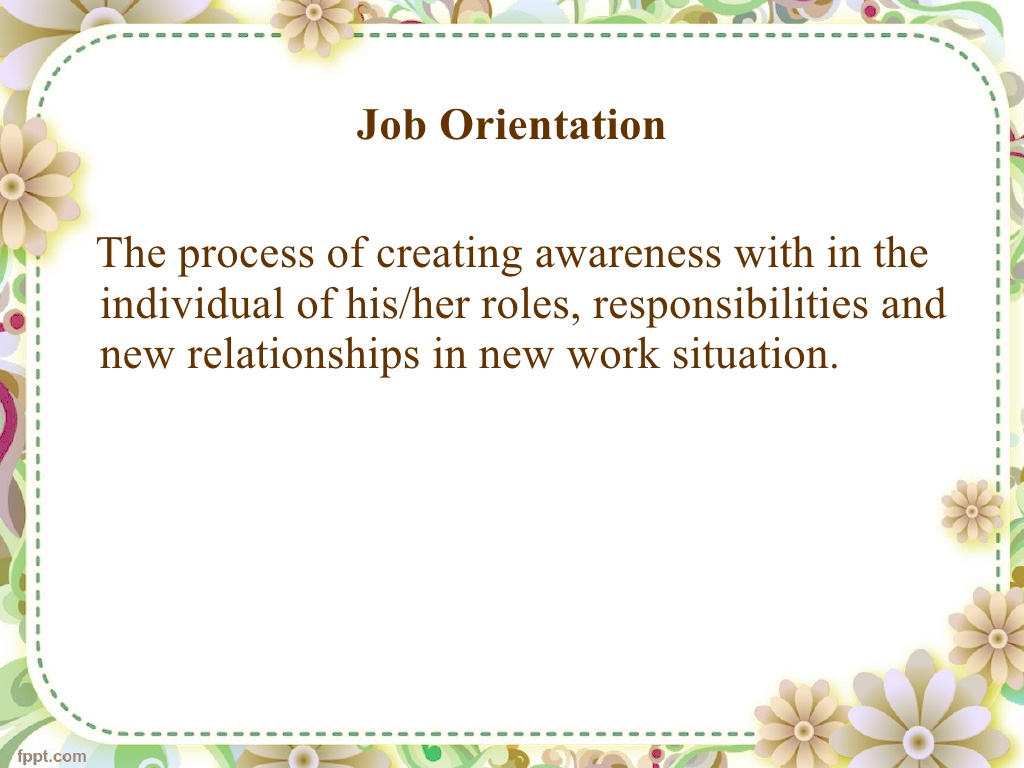 Job Orientation
The process of creating awareness with in the
individual of his/her roles, responsibilities and
new relationships in new work situation.
fppt.com